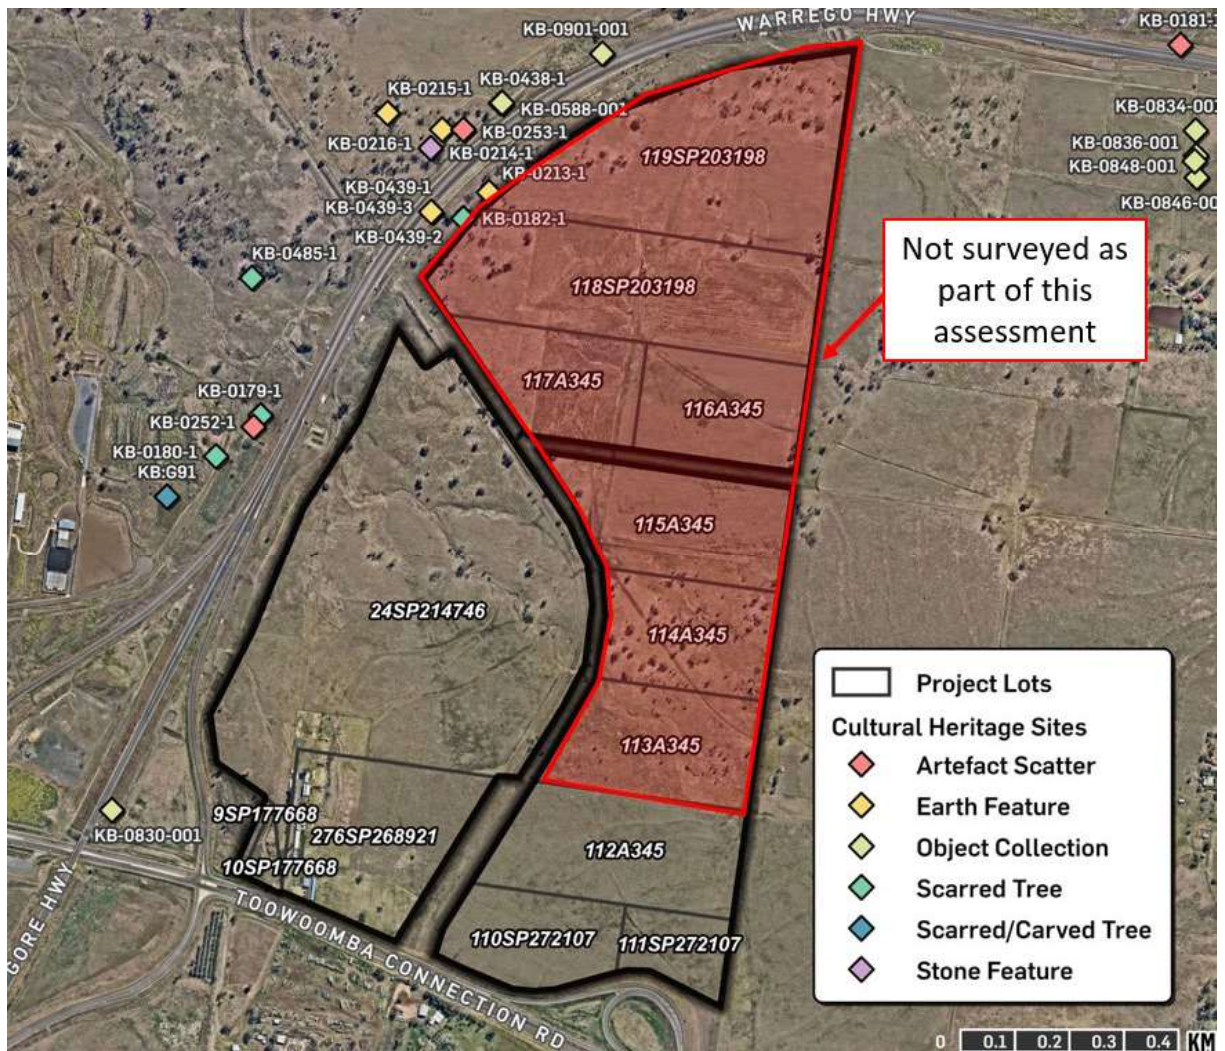 WARREGO HWY
KB-0901-001
KB-0181-1
KB-0438-1
KB-0215-1
KB-0588-001
KB-0834-001
KB-0253-1
KB-0216-1
KB-0214-1
KB-0836-001
KB-0848-001
119SP203198
KB-0213-1
KB-0439-1
KB-0846-00
KB-0439-3
KB-0182-1
KB-0439-2
Not surveyed as
part of this
assessment
KB-0485-1
118SP203198
117A345
116A345
KB-0179-1
KB-0252-1
KB-0180-1
KB:G91
115A345
24SP214746
114A345
113A345
Project Lots
Cultural Heritage Sites
Artefact Scatter
Earth Feature
Object Collection
Scarred Tree
Scarred/Carved Tree
Stone Feature
9SP177668
KB-0830-001
276SP268921
10SP177668
112A345
GORE HWY
TOOWOOMBA CONNECTION RD
110SP272107
111SP272107
0 0.1 0.2 0.3 0.4 KM